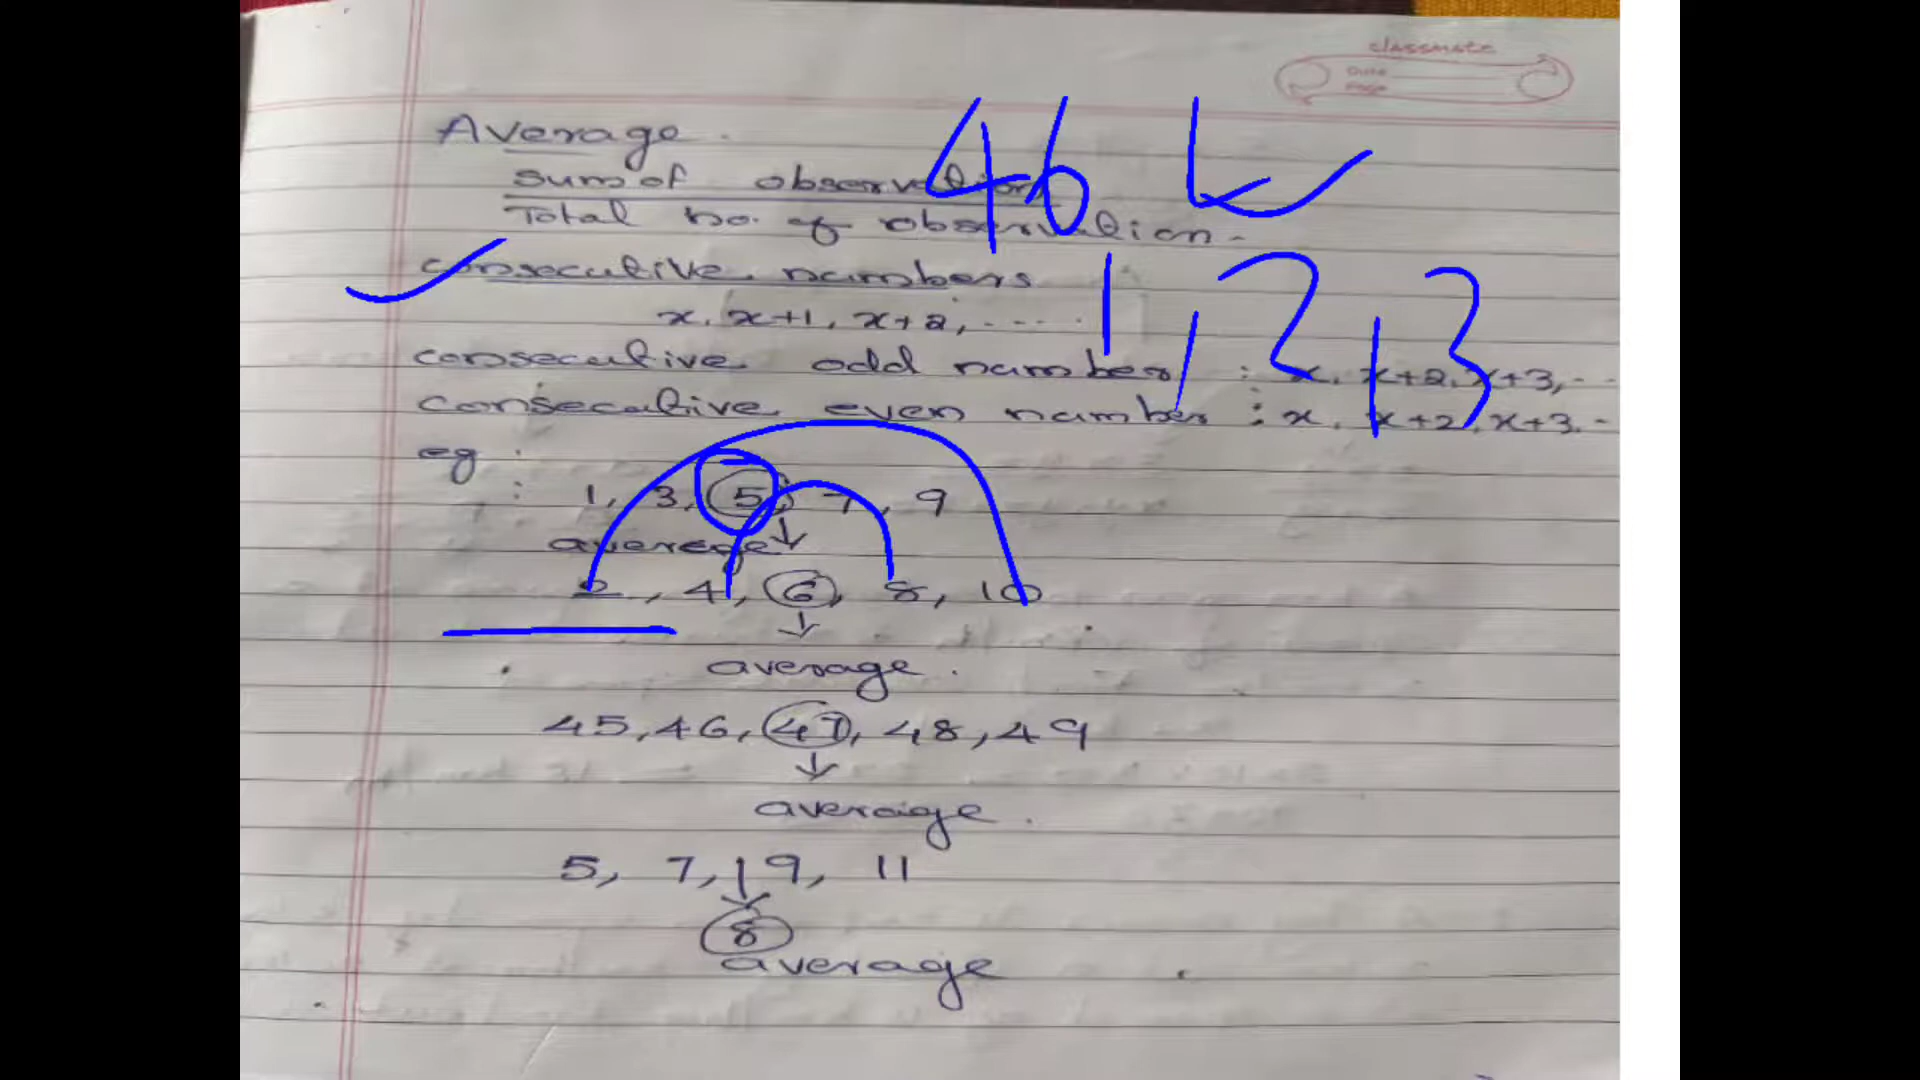 classmate
Date
Page
Average.
Sum of observation
Total no. of observation.
46
consecutive numbers
x, x+1, x+2, ....
1, 2, 3
consecutive odd number : x, x+2, x+3, ..
Consecutive even number : x, x+2, x+3. -
eg :
1, 3, 5, 7, 9
average
2, 4, 6, 8, 10
average.
45, 46, 47, 48, 49
average.
5, 7, 9, 11
8
average